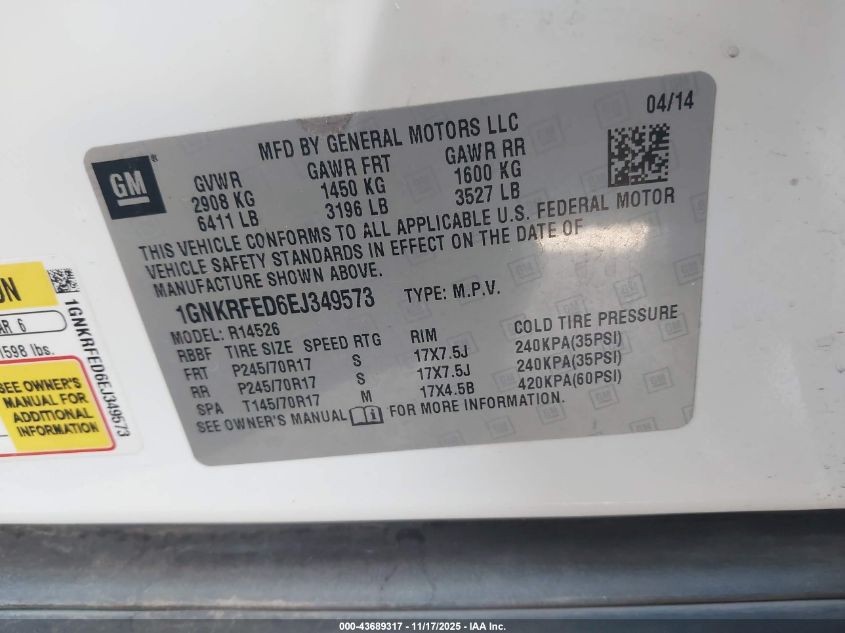 04/14
MFD BY GENERAL MOTORS LLC
GM ®
GVWR GAWR FRT GAWR RR
2908 KG 1450 KG 1600 KG
6411 LB 3196 LB 3527 LB
THIS VEHICLE CONFORMS TO ALL APPLICABLE U.S. FEDERAL MOTOR
VEHICLE SAFETY STANDARDS IN EFFECT ON THE DATE OF
MANUFACTURE SHOWN ABOVE.
1GNKRFED6EJ349573 TYPE: M.P.V.
MODEL: R14526
RBBF TIRE SIZE SPEED RTG RIM COLD TIRE PRESSURE
FRT P245/70R17 S 17X7.5J 240KPA(35PSI)
RR P245/70R17 S 17X7.5J 240KPA(35PSI)
SPA T145/70R17 M 17X4.5B 420KPA(60PSI)
SEE OWNER'S MANUAL i FOR MORE INFORMATION.
AR 6
598 lbs.
SEE OWNER'S
MANUAL FOR
ADDITIONAL
INFORMATION
1GNKRFED6EJ349573
000-43689317 - 11/17/2025 - IAA Inc.